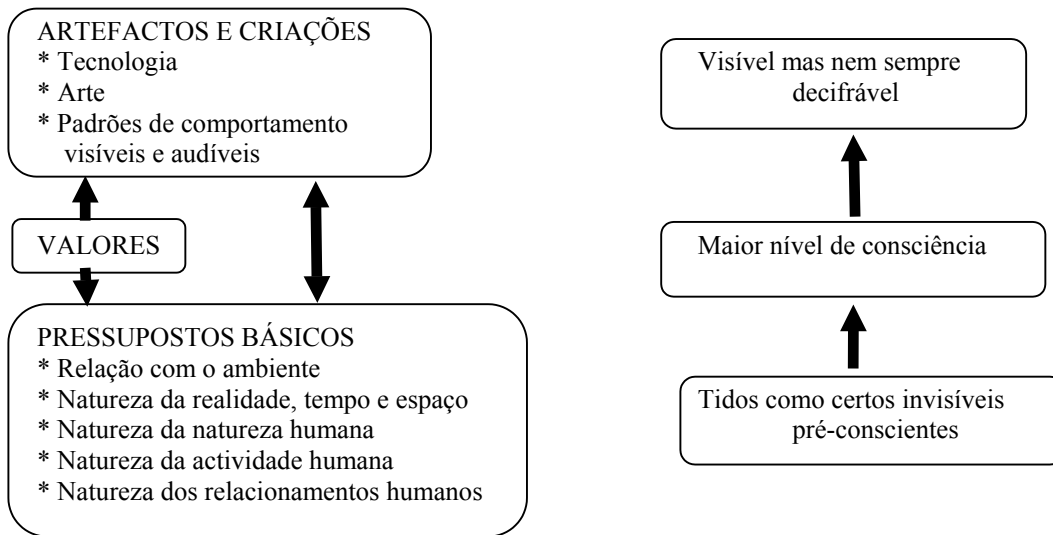 ARTEFACTOS E CRIAÇÕES
* Tecnologia
* Arte
* Padrões de comportamento
visíveis e audíveis
VALORES
PRESSUPOSTOS BÁSICOS
* Relação com o ambiente
* Natureza da realidade, tempo e espaço
* Natureza da natureza humana
* Natureza da actividade humana
* Natureza dos relacionamentos humanos
Visível mas nem sempre
decifrável
Maior nível de consciência
Tidos como certos invisíveis
pré-conscientes